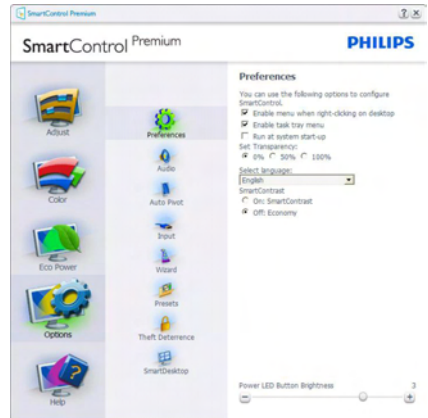 SmartControl Premium
SmartControl Premium
PHILIPS
Adjust
Color
Eco Power
Options
Help
Preferences
Audio
Auto Pivot
Input
Wizard
Presets
Theft Deterrence
SmartDesktop
Preferences
You can use the following options to configure
SmartControl.
Enable menu when right-clicking on desktop
Enable task tray menu
Run at system start-up
Set Transparency:
0% 50% 100%
Select language:
English
SmartContrast
On: SmartContrast
Off: Economy
Power LED Button Brightness 3